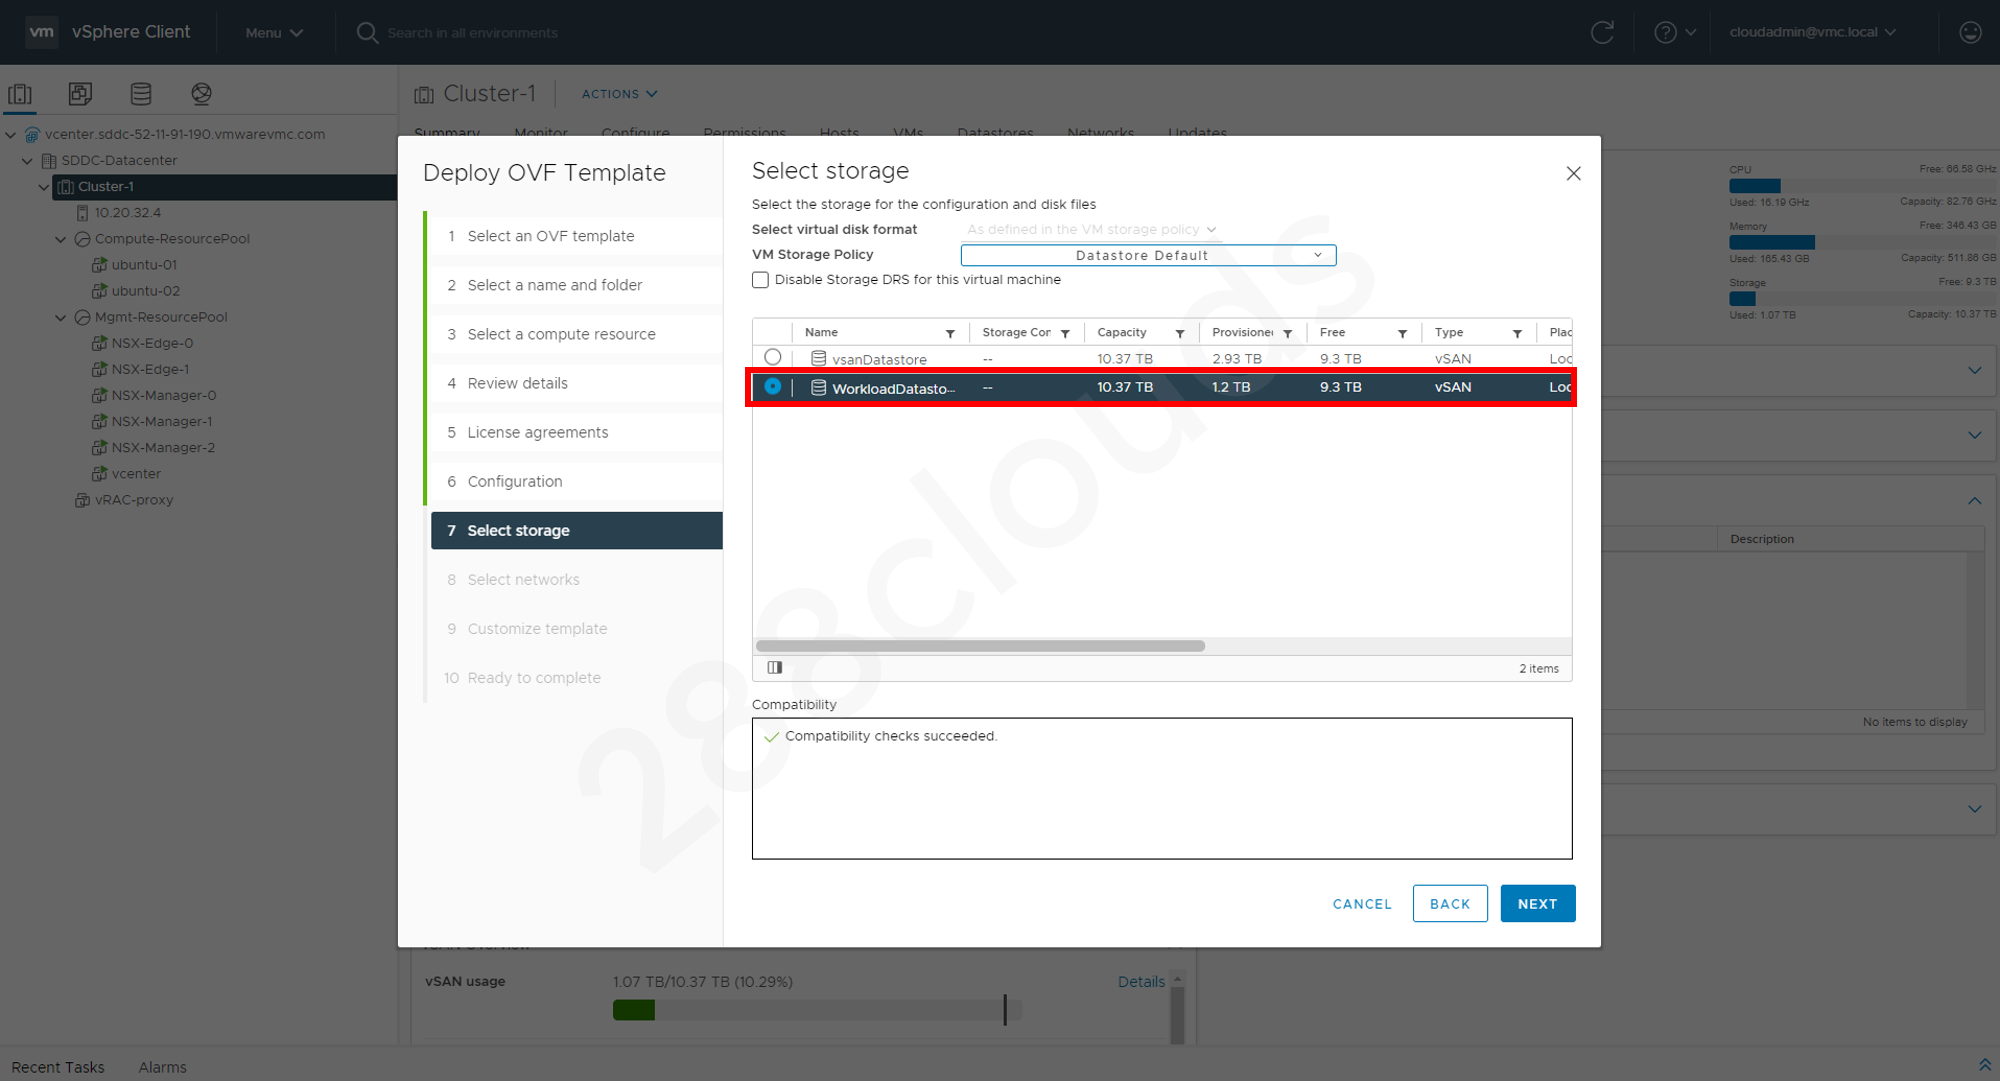 vm vSphere Client Menu Search in all environments cloudadmin@vmc.local
Cluster-1 ACTIONS
Summary Monitor Configure Permissions Hosts VMs Datastores Networks Updates
vcenter.sddc-52-11-91-190.vmwarevmc.com
SDDC-Datacenter
Cluster-1
10.20.32.4
Compute-ResourcePool
ubuntu-01
ubuntu-02
Mgmt-ResourcePool
NSX-Edge-0
NSX-Edge-1
NSX-Manager-0
NSX-Manager-1
NSX-Manager-2
vcenter
vRAC-proxy
Deploy OVF Template
1 Select an OVF template
2 Select a name and folder
3 Select a compute resource
4 Review details
5 License agreements
6 Configuration
7 Select storage
8 Select networks
9 Customize template
10 Ready to complete
Select storage
Select the storage for the configuration and disk files
Select virtual disk format As defined in the VM storage policy
VM Storage Policy Datastore Default
Disable Storage DRS for this virtual machine
Name Storage Cor Capacity Provisioned Free Type Plac
vsanDatastore -- 10.37 TB 2.93 TB 9.3 TB vSAN Loc
WorkloadDatasto... -- 10.37 TB 1.2 TB 9.3 TB vSAN Loc
2 items
Compatibility
Compatibility checks succeeded.
CANCEL BACK NEXT
288clouds
CPU Free: 66.58 GHz
Used: 16.19 GHz Capacity: 82.76 GHz
Memory Free: 346.43 GB
Used: 165.43 GB Capacity: 511.86 GB
Storage Free: 9.3 TB
Used: 1.07 TB Capacity: 10.37 TB
Description
No items to display
vSAN Overview
vSAN usage 1.07 TB/10.37 TB (10.29%) Details
Recent Tasks Alarms